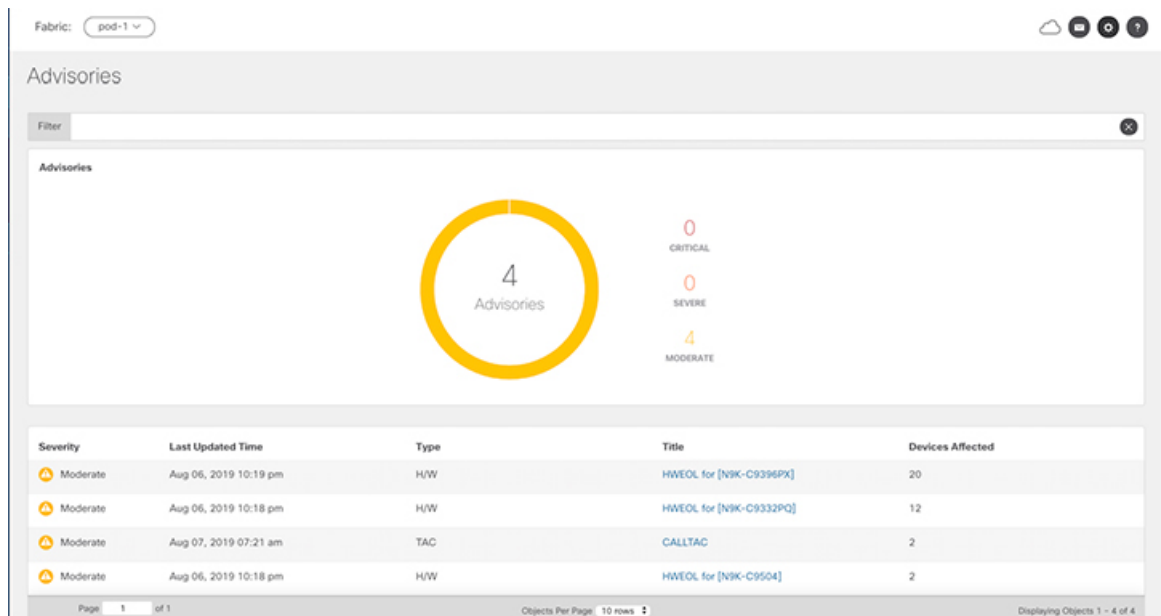 Fabric: pod-1
?
Advisories
Filter
Advisories
4
Advisories
0
CRITICAL
0
SEVERE
4
MODERATE
Severity Last Updated Time Type Title Devices Affected
Moderate Aug 06, 2019 10:19 pm H/W HWEOL for [N9K-C9396PX] 20
Moderate Aug 06, 2019 10:18 pm H/W HWEOL for [N9K-C9332PQ] 12
Moderate Aug 07, 2019 07:21 am TAC CALLTAC 2
Moderate Aug 06, 2019 10:18 pm H/W HWEOL for [N9K-C9504] 2
Page 1 of 1 Objects Per Page 10 rows Displaying Objects 1 - 4 of 4